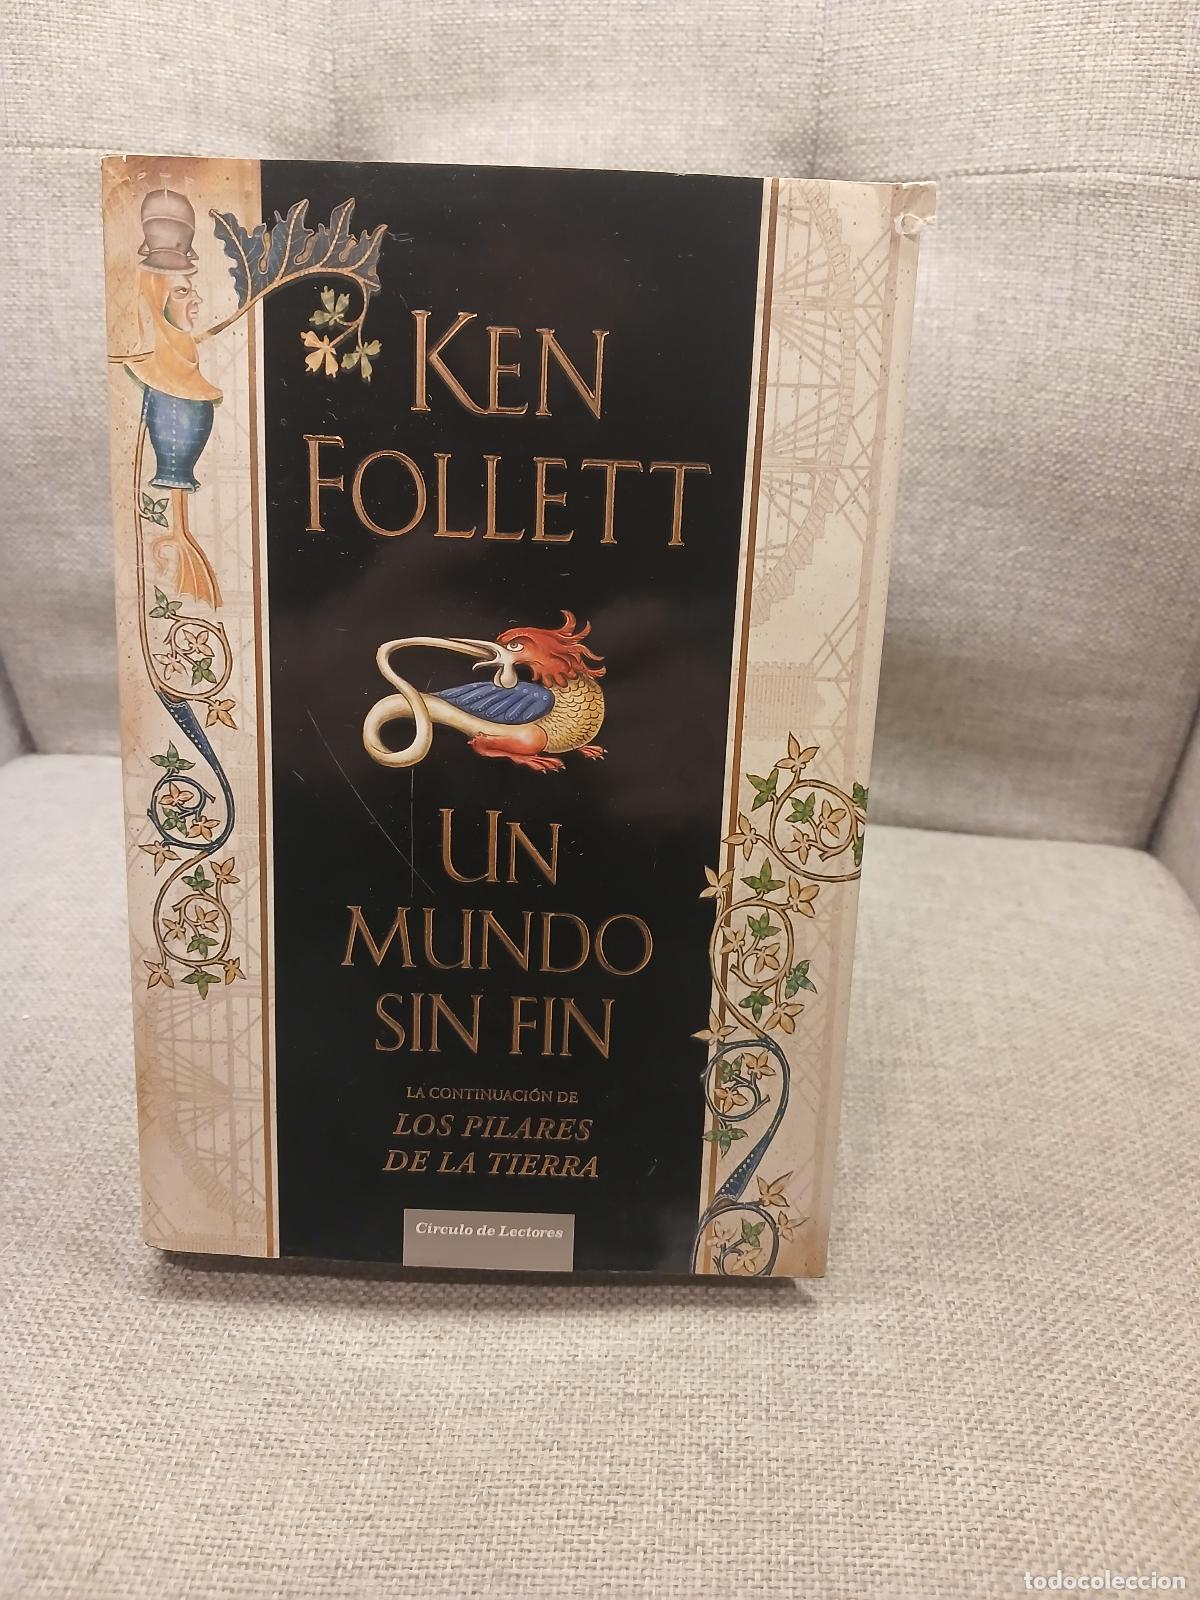 KEN
FOLLETT
UN
MUNDO
SIN FIN
LA CONTINUACIÓN DE
LOS PILARES
DE LA TIERRA
Círculo de Lectores
todocoleccion